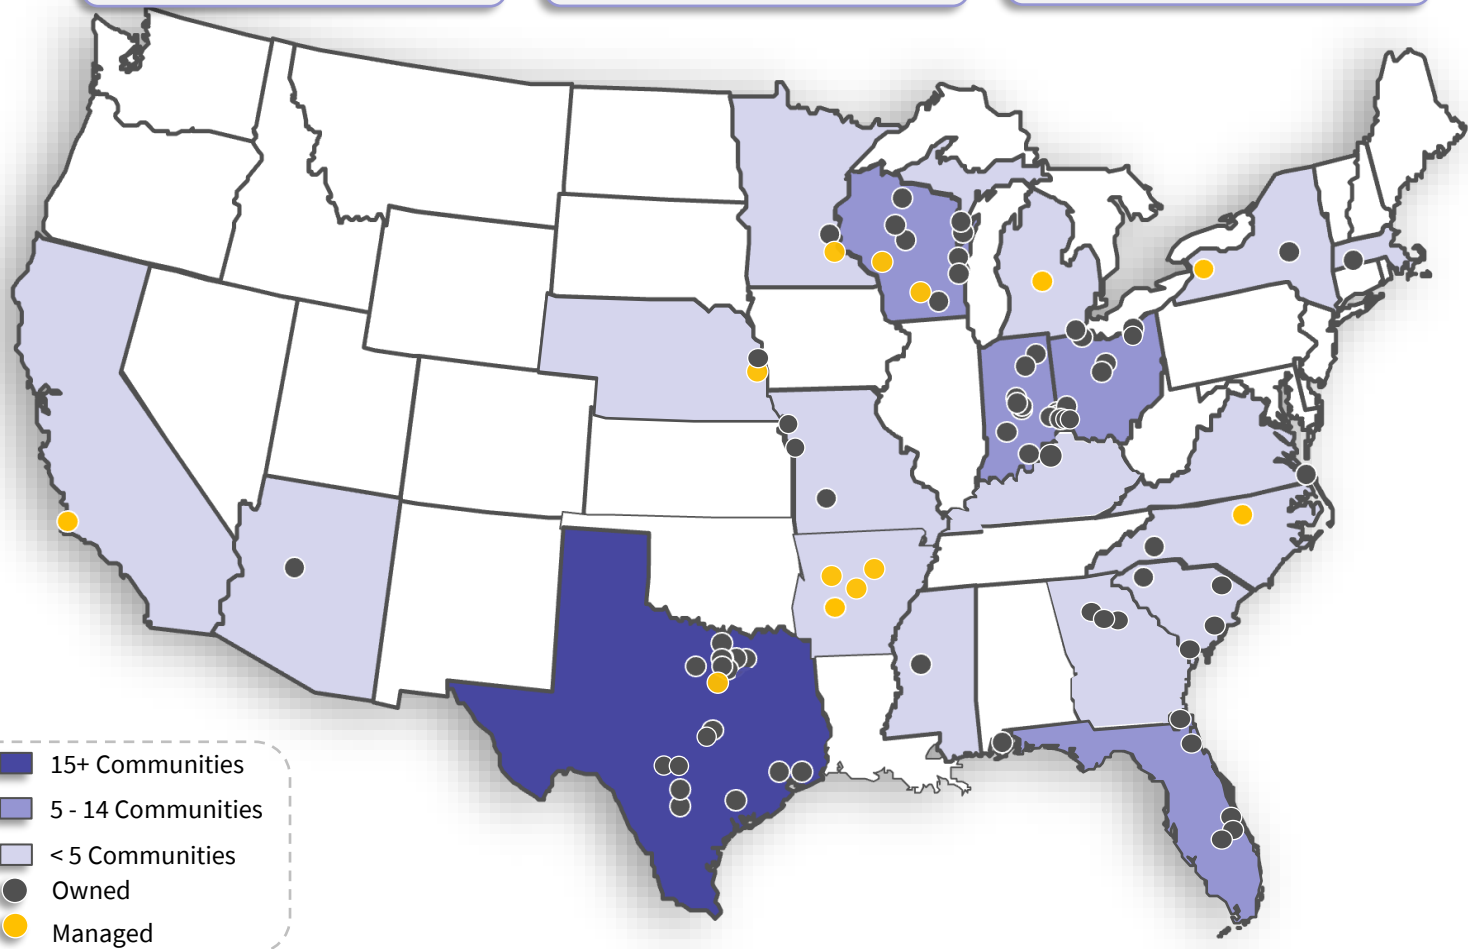 15+ Communities
5 - 14 Communities
< 5 Communities
Owned
Managed